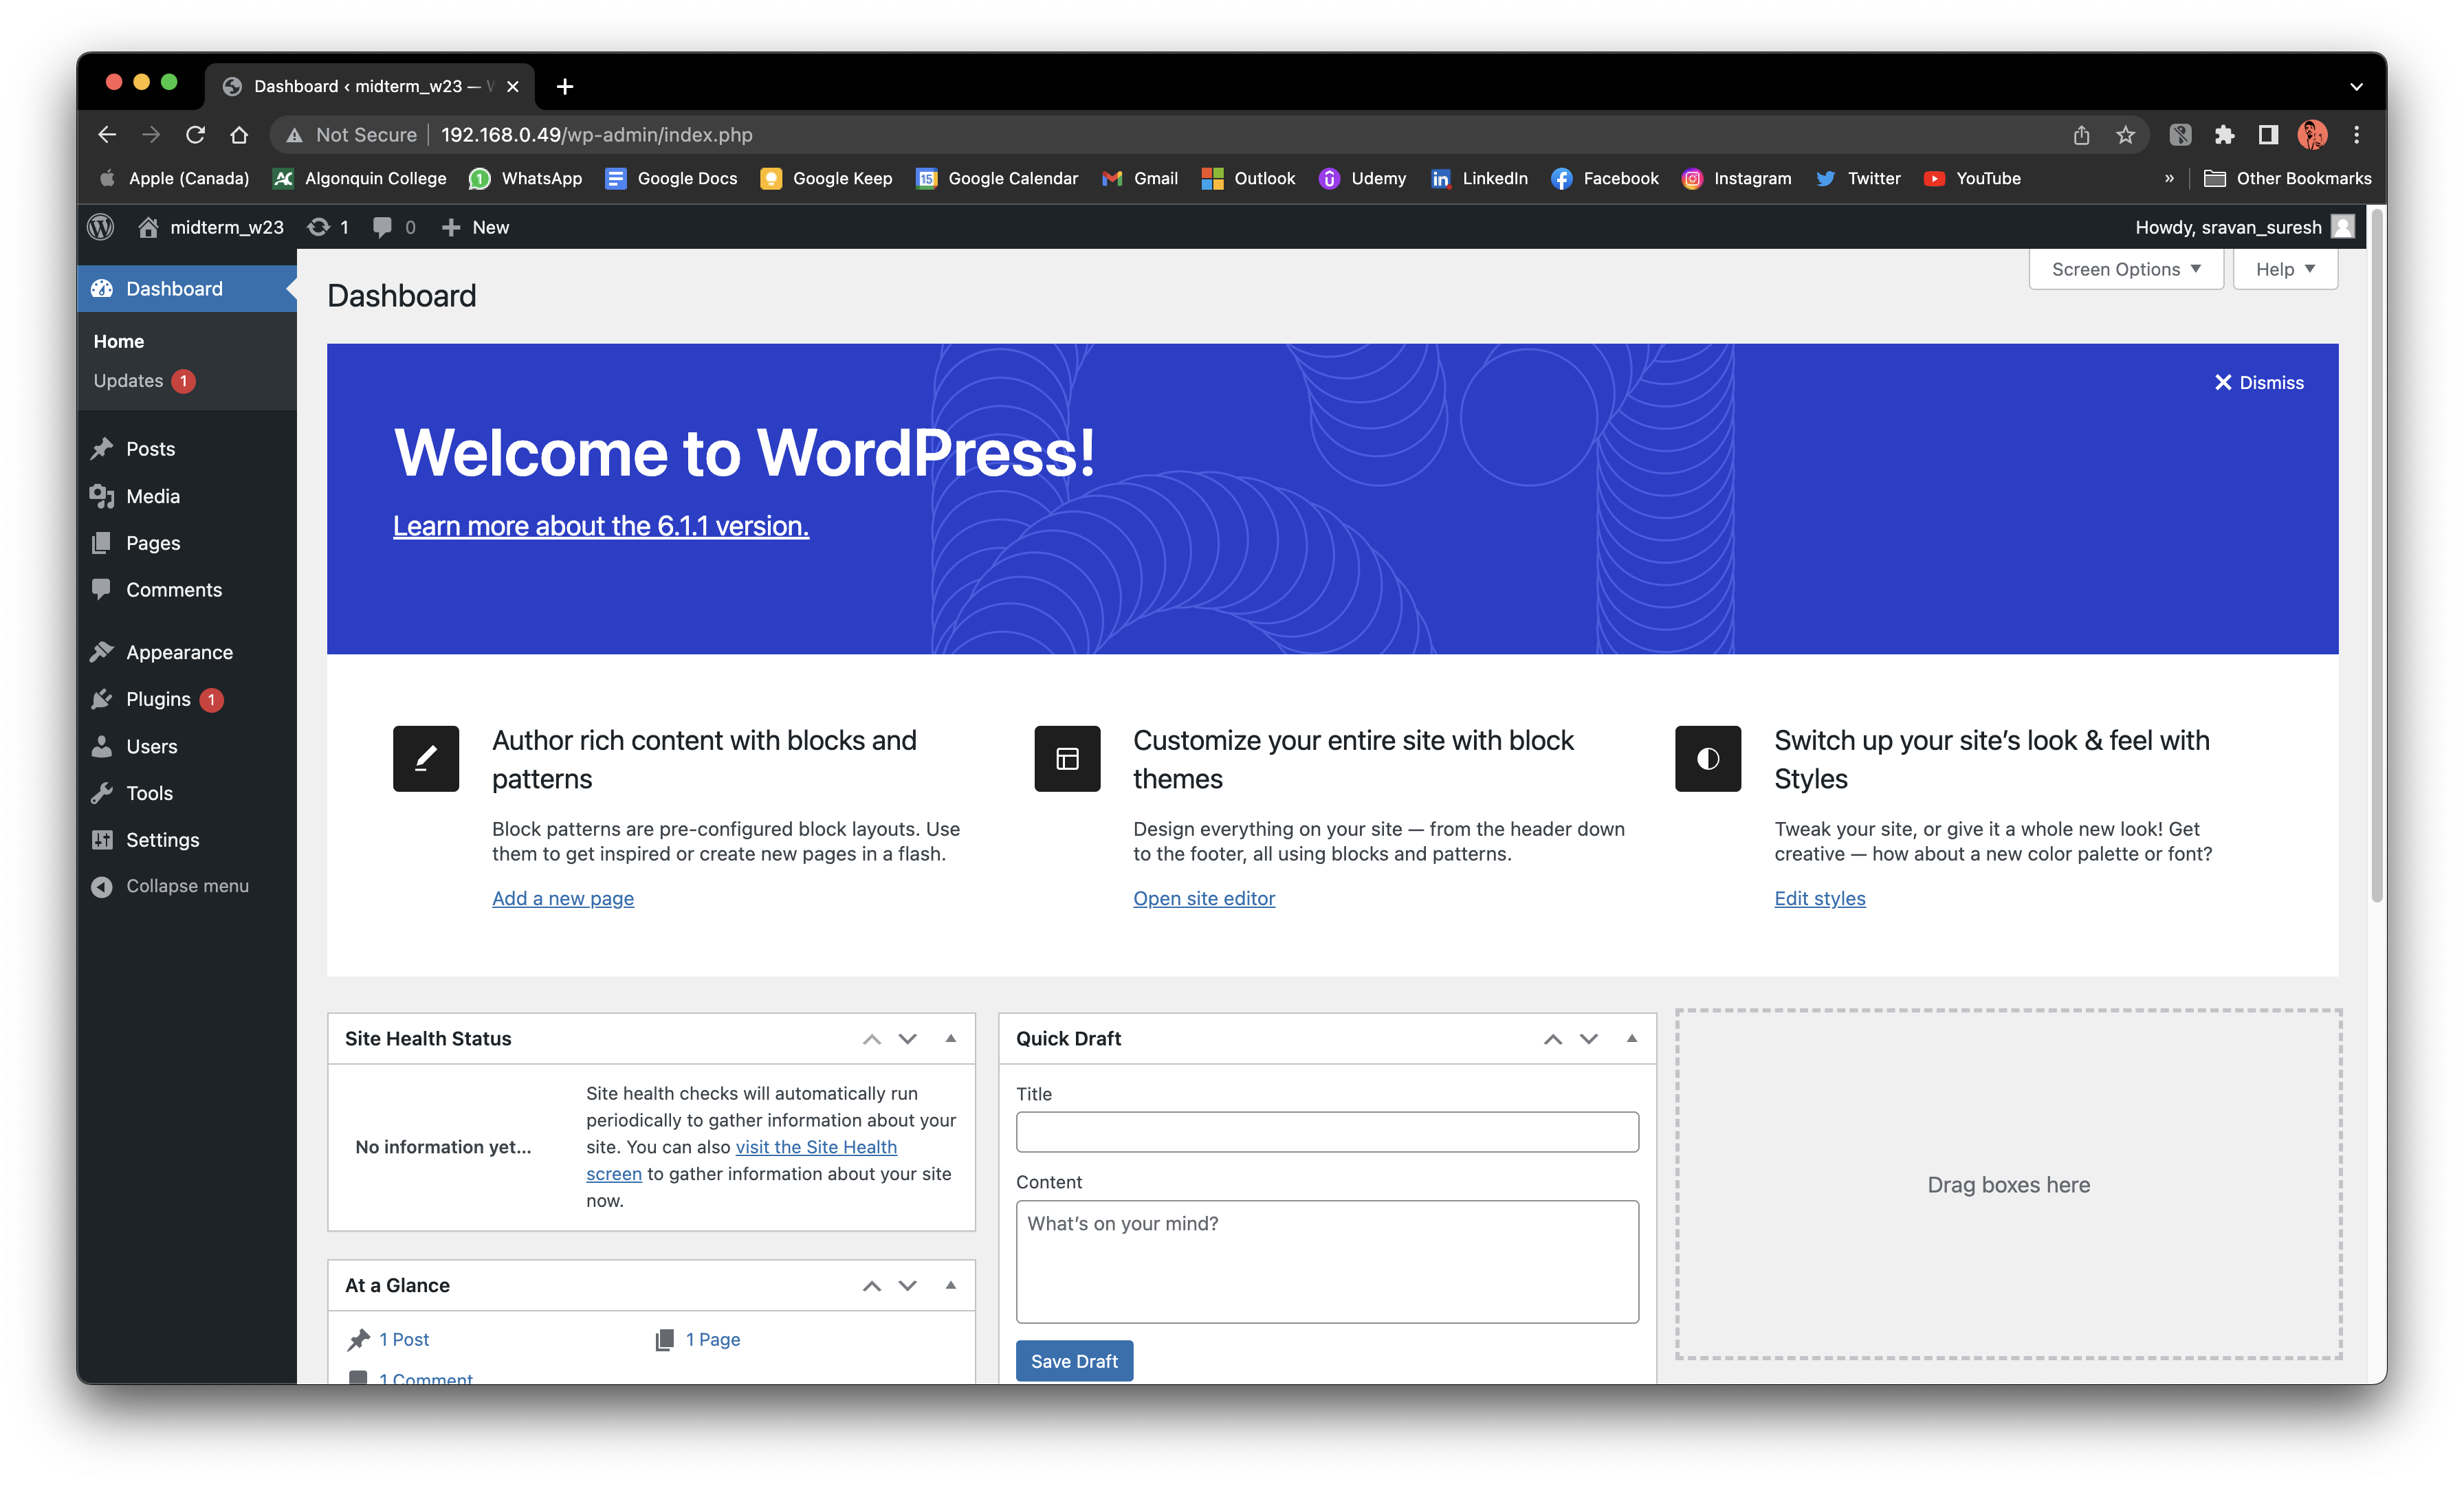 Dashboard ‹ midterm_w23 —
Not Secure 192.168.0.49/wp-admin/index.php
Apple (Canada) Algonquin College WhatsApp Google Docs Google Keep Google Calendar Gmail Outlook Udemy LinkedIn Facebook Instagram Twitter YouTube » Other Bookmarks
midterm_w23 1 0 New Howdy, sravan_suresh
Screen Options Help
Dashboard
Home
Updates 1
Posts
Media
Pages
Comments
Appearance
Plugins 1
Users
Tools
Settings
Collapse menu
Dashboard
Dismiss
Welcome to WordPress!
Learn more about the 6.1.1 version.
Author rich content with blocks and
patterns
Block patterns are pre-configured block layouts. Use
them to get inspired or create new pages in a flash.
Add a new page
Customize your entire site with block
themes
Design everything on your site — from the header down
to the footer, all using blocks and patterns.
Open site editor
Switch up your site’s look & feel with
Styles
Tweak your site, or give it a whole new look! Get
creative — how about a new color palette or font?
Edit styles
Site Health Status
No information yet...
Site health checks will automatically run
periodically to gather information about your
site. You can also visit the Site Health
screen to gather information about your site
now.
At a Glance
1 Post 1 Page
1 Comment
Quick Draft
Title
Content
What’s on your mind?
Save Draft
Drag boxes here